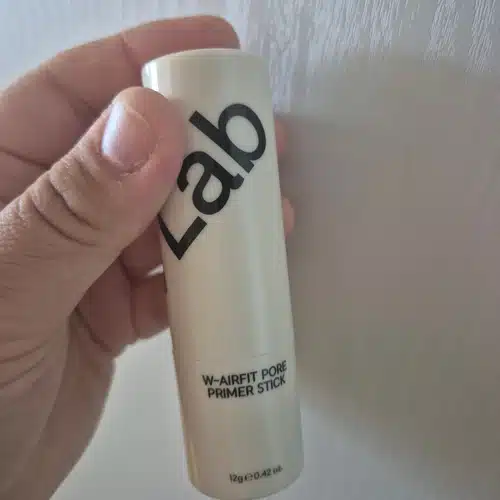 Lab
W-AIRFIT PORE
PRIMER STICK
12g ℮ 0.42 oz.